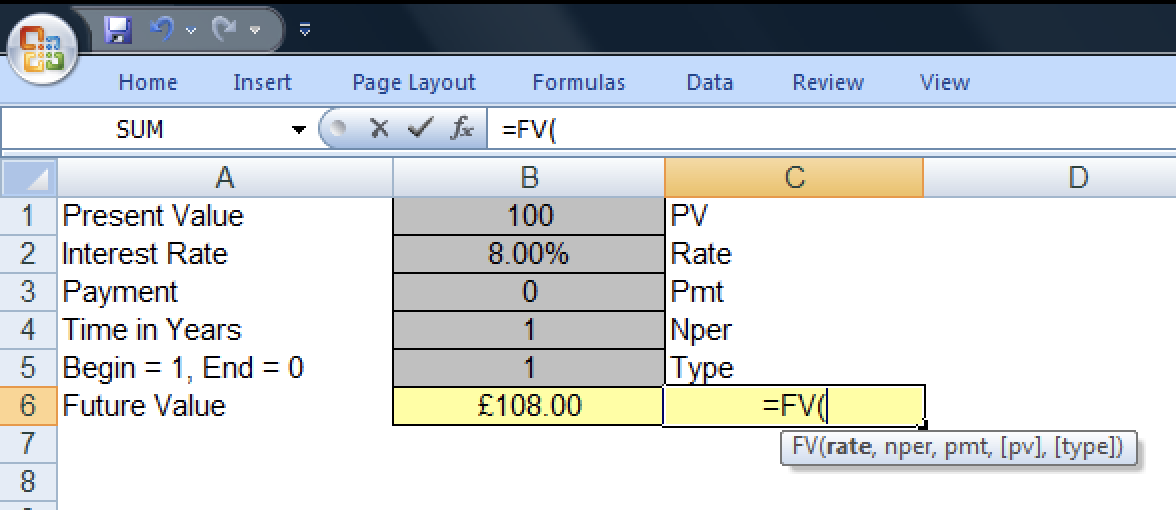 Home Insert Page Layout Formulas Data Review View
SUM fx =FV(
A B C D
1 Present Value 100 PV
2 Interest Rate 8.00% Rate
3 Payment 0 Pmt
4 Time in Years 1 Nper
5 Begin = 1, End = 0 1 Type
6 Future Value £108.00 =FV(
7 FV(rate, nper, pmt, [pv], [type])
8